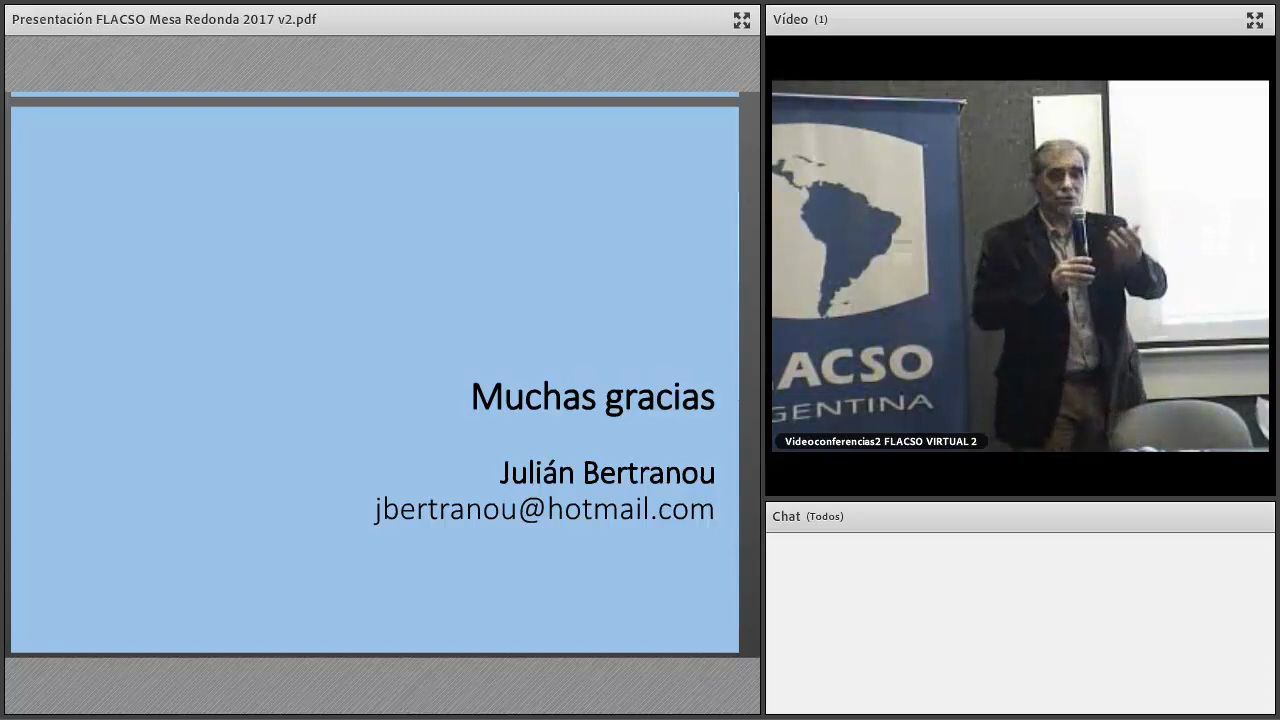 Presentación FLACSO Mesa Redonda 2017 v2.pdf
Muchas gracias
Julián Bertranou
jbertranou@hotmail.com
Vídeo (1)
LACSO
GENTINA
Videoconferencias2 FLACSO VIRTUAL 2
Chat (Todos)